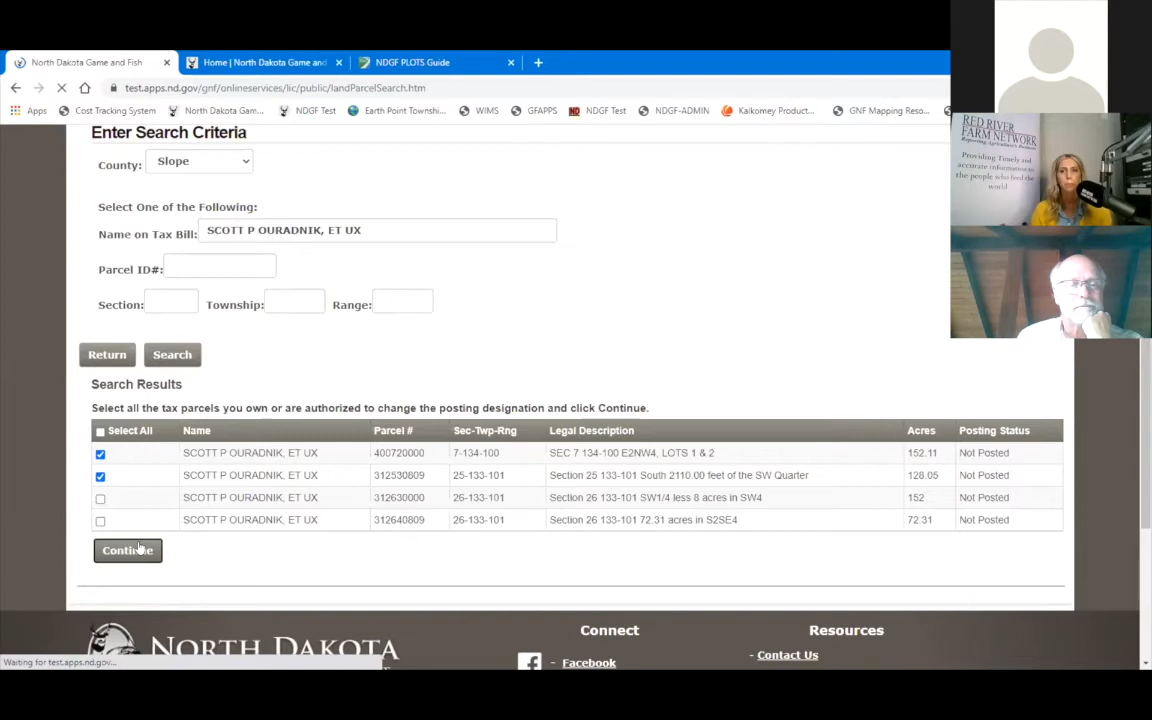 North Dakota Game and Fish
Home | North Dakota Game and
NDGF PLOTS Guide
test.apps.nd.gov/gnf/onlineservices/lic/public/landParcelSearch.htm
Apps Cost Tracking System North Dakota Gam... NDGF Test Earth Point Townshi... WIMS GFAPPS NDGF Test NDGF-ADMIN Kalkomey Product... GNF Mapping Reso...
Enter Search Criteria
County: Slope
Select One of the Following:
Name on Tax Bill: SCOTT P OURADNIK, ET UX
Parcel ID#:
Section: Township: Range:
Return Search
Search Results
Select all the tax parcels you own or are authorized to change the posting designation and click Continue.
Select All Name Parcel # Sec-Twp-Rng Legal Description Acres Posting Status
SCOTT P OURADNIK, ET UX 400720000 7-134-100 SEC 7 134-100 E2NW4, LOTS 1 & 2 152.11 Not Posted
SCOTT P OURADNIK, ET UX 312530809 25-133-101 Section 25 133-101 South 2110.00 feet of the SW Quarter 128.05 Not Posted
SCOTT P OURADNIK, ET UX 312630000 26-133-101 Section 26 133-101 SW1/4 less 8 acres in SW4 152 Not Posted
SCOTT P OURADNIK, ET UX 312640809 26-133-101 Section 26 133-101 72.31 acres in S2SE4 72.31 Not Posted
Continue
NORTH DAKOTA
Connect
Facebook
Resources
- Contact Us
Waiting for test.apps.nd.gov...
RED RIVER
FARM NETWORK
Reporting Agriculture's Business
Providing Timely and
accurate information to
the people who feed the
world